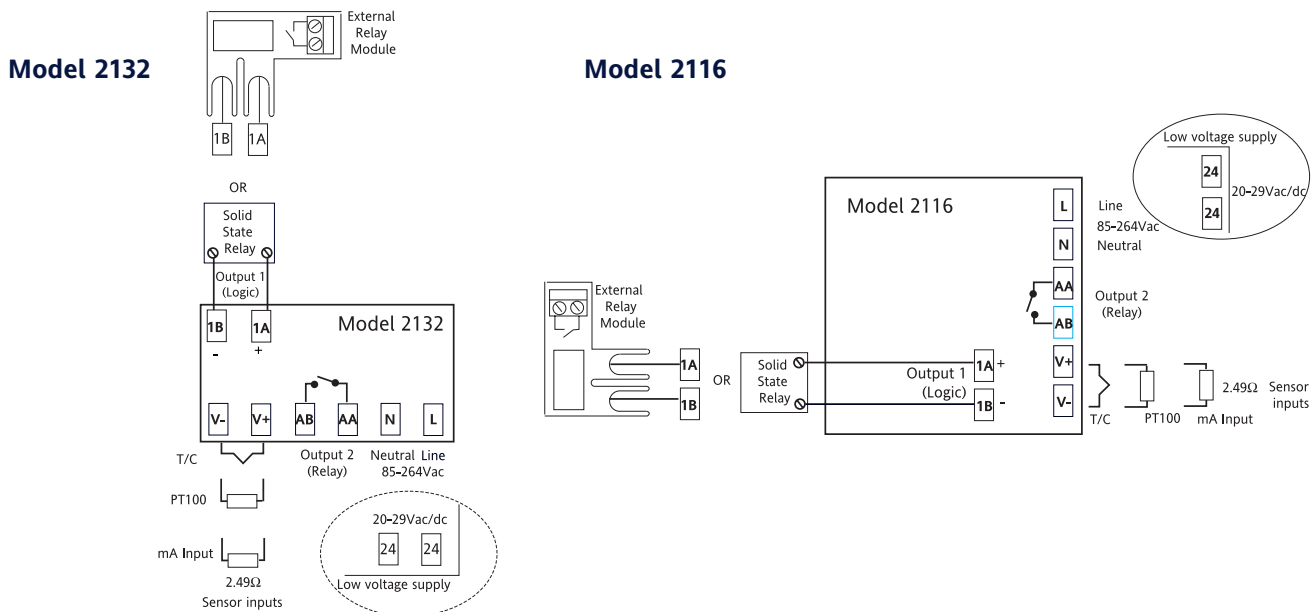 Model 2132
External
Relay
Module
1B 1A
OR
Solid
State
Relay
Output 1
(Logic)
1B 1A
- +
Model 2132
V- V+ AB AA N L
T/C
Output 2
(Relay)
Neutral Line
85-264Vac
PT100
mA Input
2.49Ω
Sensor inputs
20-29Vac/dc
24 24
Low voltage supply
Model 2116
External
Relay
Module
1A
1B
OR
Solid
State
Relay
Model 2116
Output 1
(Logic)
1A +
1B -
L
N
AA
AB
V+
V-
Line
85-264Vac
Neutral
Output 2
(Relay)
T/C
PT100
mA Input
2.49Ω
Sensor
inputs
Low voltage supply
24
20-29Vac/dc
24